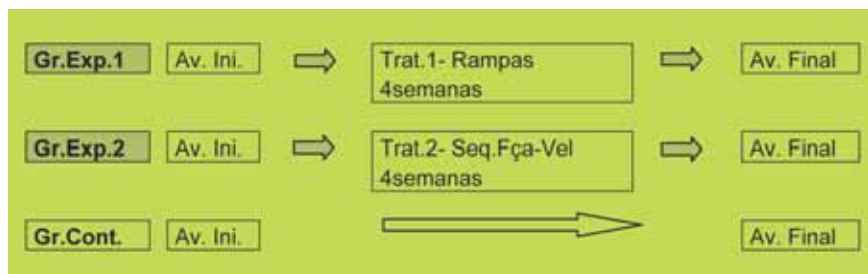 Gr.Exp.1 Av. Ini. Trat.1- Rampas Av. Final
4semanas
Gr.Exp.2 Av. Ini. Trat.2- Seq.Fça-Vel Av. Final
4semanas
Gr.Cont. Av. Ini. Av. Final